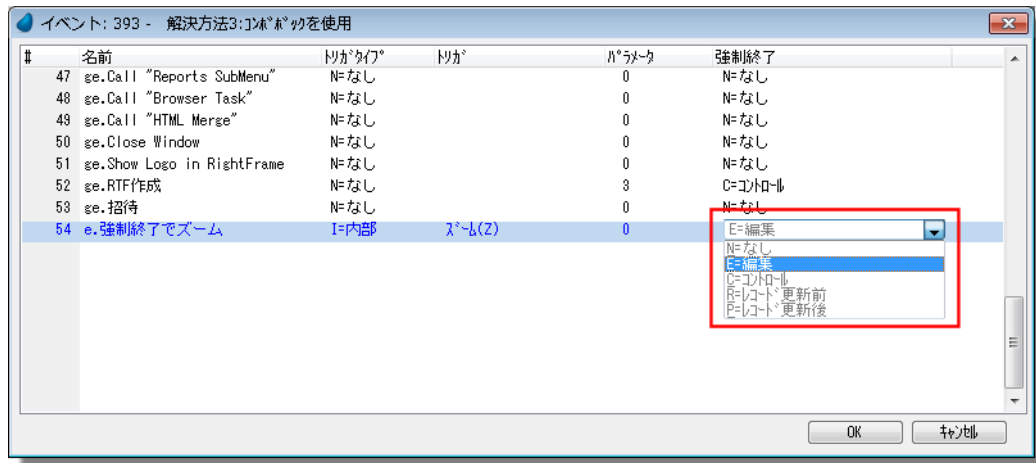 イベント: 393 -   解決方法3:ｺﾝﾎﾞﾎﾞｯｸを使用
# 名前 ﾄﾘｶﾞﾀｲﾌﾟ ﾄﾘｶﾞ ﾊﾟﾗﾒｰﾀ 強制終了
47 ge.Call "Reports SubMenu" N=なし 0 N=なし
48 ge.Call "Browser Task" N=なし 0 N=なし
49 ge.Call "HTML Merge" N=なし 0 N=なし
50 ge.Close Window N=なし 0 N=なし
51 ge.Show Logo in RightFrame N=なし 0 N=なし
52 ge.RTF作成 N=なし 3 C=ｺﾝﾄﾛｰﾙ
53 ge.招待 N=なし 0 N=なし
54 e.強制終了でズーム I=内部 ｽﾞｰﾑ(Z) 0 E=編集
N=なし
E=編集
C=ｺﾝﾄﾛｰﾙ
R=ﾚｺｰﾄﾞ更新前
P=ﾚｺｰﾄﾞ更新後
OK ｷｬﾝｾﾙ